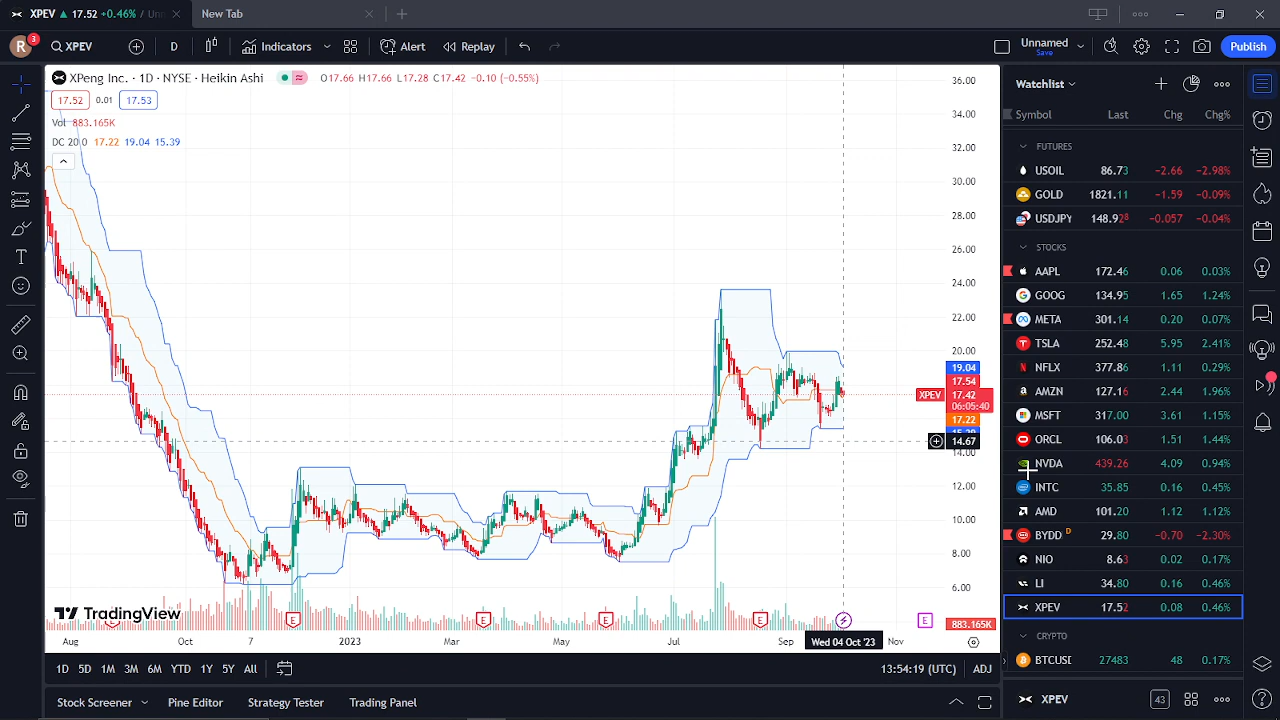 XPEV ▲ 17.52 +0.46% / Un
New Tab
R 3
XPEV
D
Indicators
Alert
Replay
Unnamed
Save
Publish
XPeng Inc. · 1D · NYSE · Heikin Ashi
O17.66 H17.66 L17.28 C17.42 −0.10 (−0.55%)
17.52 0.01 17.53
Vol 883.165K
DC 20 0 17.22 19.04 15.39
36.00
34.00
32.00
30.00
28.00
26.00
24.00
22.00
20.00
19.04
17.54
XPEV 17.42
06:05:40
17.22
14.67
14.00
12.00
10.00
8.00
6.00
883.165K
TradingView
E E E E E
Aug Oct 7 2023 Mar May Jul Sep Wed 04 Oct '23 Nov
1D 5D 1M 3M 6M YTD 1Y 5Y All
13:54:19 (UTC) ADJ
Stock Screener Pine Editor Strategy Tester Trading Panel
Watchlist
Symbol Last Chg Chg%
FUTURES
USOIL 86.73 −2.66 −2.98%
GOLD 1821.11 −1.59 −0.09%
USDJPY 148.928 −0.057 −0.04%
STOCKS
AAPL 172.46 0.06 0.03%
GOOG 134.95 1.65 1.24%
META 301.14 0.20 0.07%
TSLA 252.48 5.95 2.41%
NFLX 377.86 1.11 0.29%
AMZN 127.16 2.44 1.96%
MSFT 317.00 3.61 1.15%
ORCL 106.03 1.51 1.44%
NVDA 439.26 4.09 0.94%
INTC 35.85 0.16 0.45%
AMD 101.20 1.12 1.12%
BYDD D 29.80 −0.70 −2.30%
NIO 8.63 0.02 0.17%
LI 34.80 0.16 0.46%
XPEV 17.52 0.08 0.46%
CRYPTO
BTCUSD 27483 48 0.17%
XPEV 43